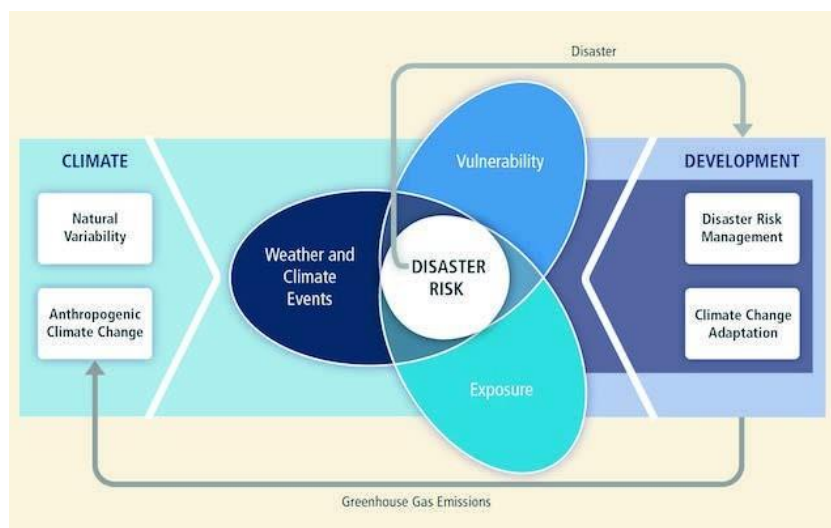 Disaster
CLIMATE
Natural
Variability
Anthropogenic
Climate Change
Vulnerability
Weather and
Climate
Events
DISASTER
RISK
Exposure
DEVELOPMENT
Disaster Risk
Management
Climate Change
Adaptation
Greenhouse Gas Emissions